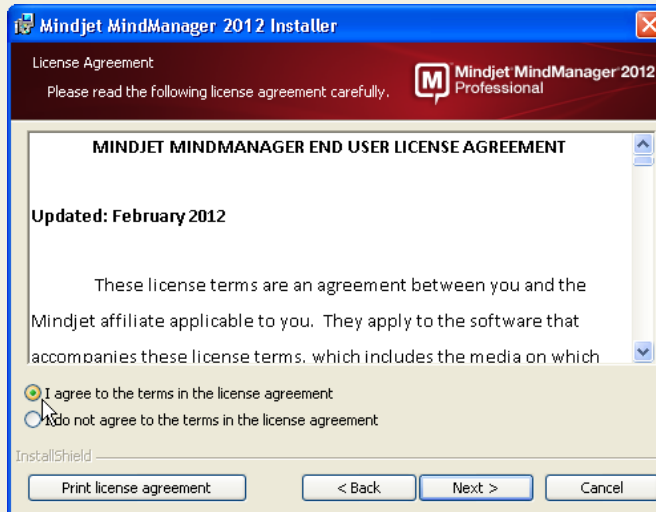 Mindjet MindManager 2012 Installer
License Agreement
Please read the following license agreement carefully.
Mindjet MindManager 2012
Professional
MINDJET MINDMANAGER END USER LICENSE AGREEMENT
Updated: February 2012
These license terms are an agreement between you and the
Mindjet affiliate applicable to you. They apply to the software that
accompanies these license terms, which includes the media on which
I agree to the terms in the license agreement
I do not agree to the terms in the license agreement
InstallShield
Print license agreement
< Back
Next >
Cancel